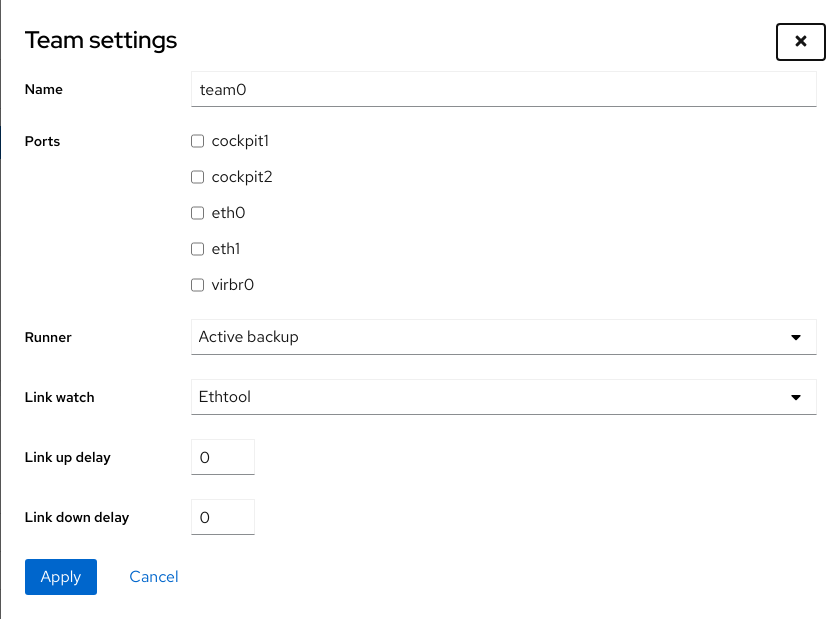 Team settings
Name team0
Ports cockpit1
cockpit2
eth0
eth1
virbr0
Runner Active backup
Link watch Ethtool
Link up delay 0
Link down delay 0
Apply Cancel